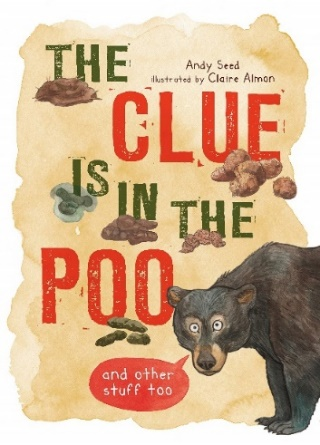 THE
Andy Seed
illustrated by Claire Almon
CLUE
IS IN THE
POO
and other
stuff too